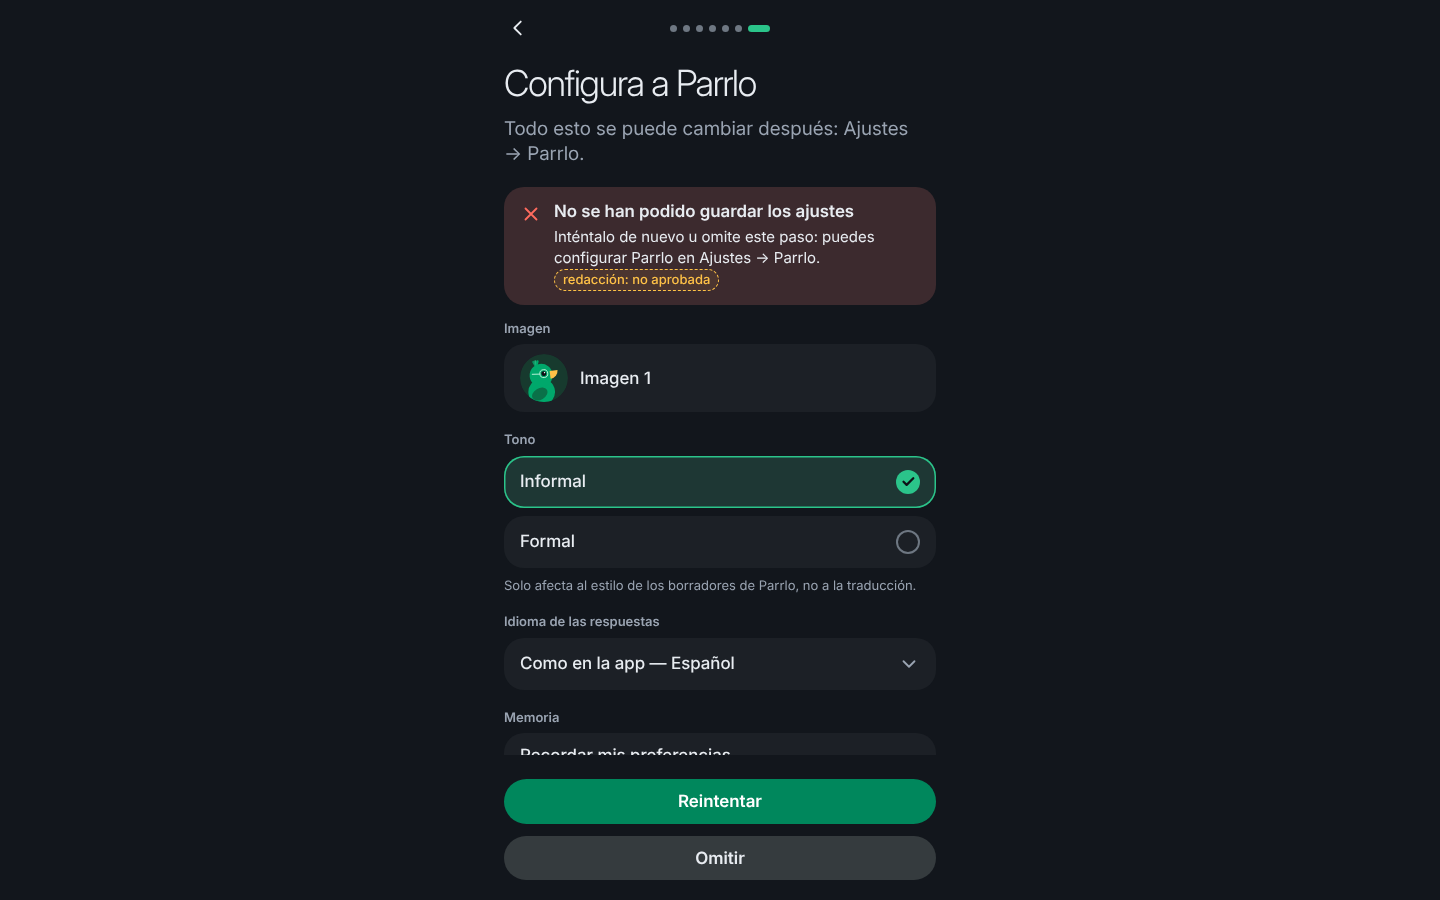 Configura a Parrlo
Todo esto se puede cambiar después: Ajustes
→ Parrlo.
No se han podido guardar los ajustes
Inténtalo de nuevo u omite este paso: puedes
configurar Parrlo en Ajustes → Parrlo.
redacción: no aprobada
Imagen
Imagen 1
Tono
Informal
Formal
Solo afecta al estilo de los borradores de Parrlo, no a la traducción.
Idioma de las respuestas
Como en la app — Español
Memoria
Recordar mis preferencias
Reintentar
Omitir